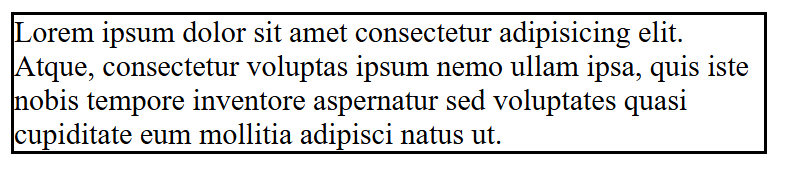 Lorem ipsum dolor sit amet consectetur adipisicing elit.
Atque, consectetur voluptas ipsum nemo ullam ipsa, quis iste
nobis tempore inventore aspernatur sed voluptates quasi
cupiditate eum mollitia adipisci natus ut.